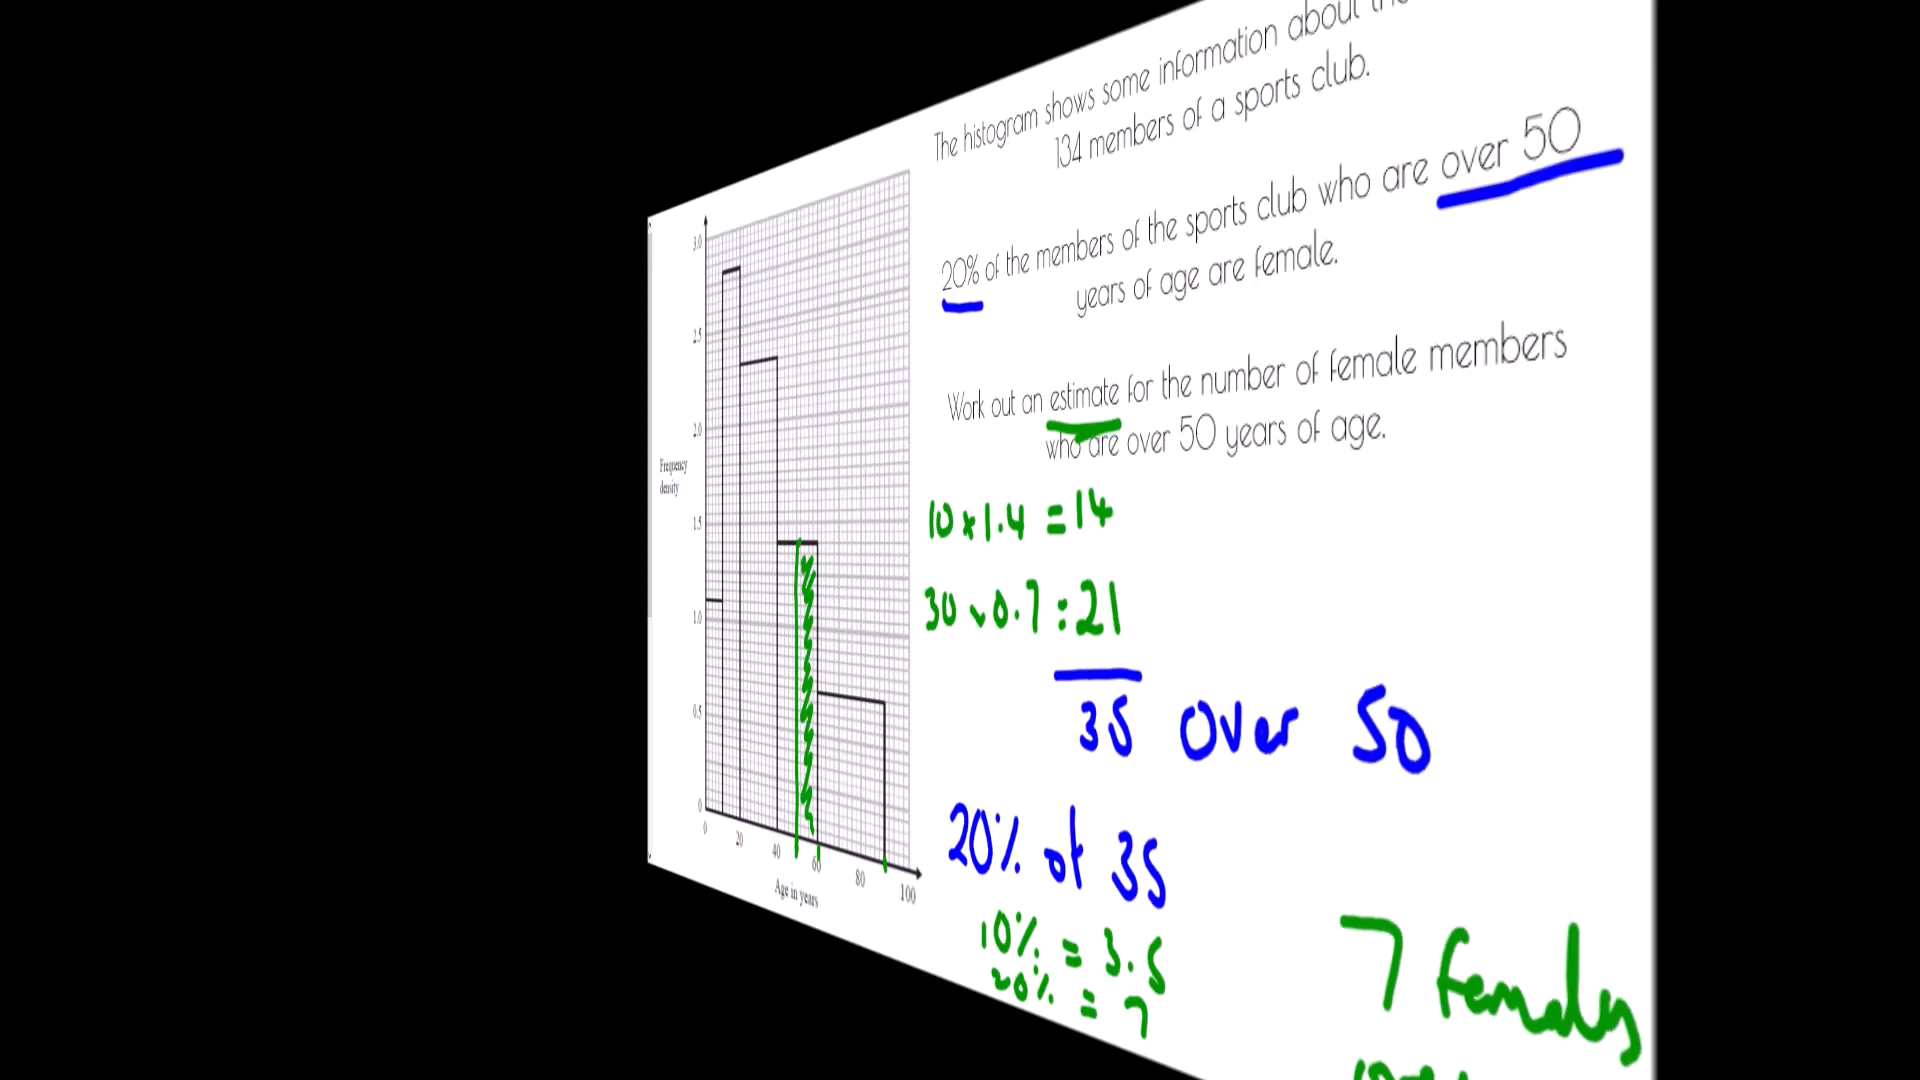 The histogram shows some information about the
134 members of a sports club.
20% of the members of the sports club who are over 50
years of age are female.
Work out an estimate for the number of female members
who are over 50 years of age.
3.0
2.5
2.0
Frequency
density
1.5
1.0
0.5
0
0 20 40 60 80 100
Age in years
10 x 1.4 = 14
30 x 0.7 = 21
35 over 50
20% of 35
10% = 3.5
20% = 7
7 females